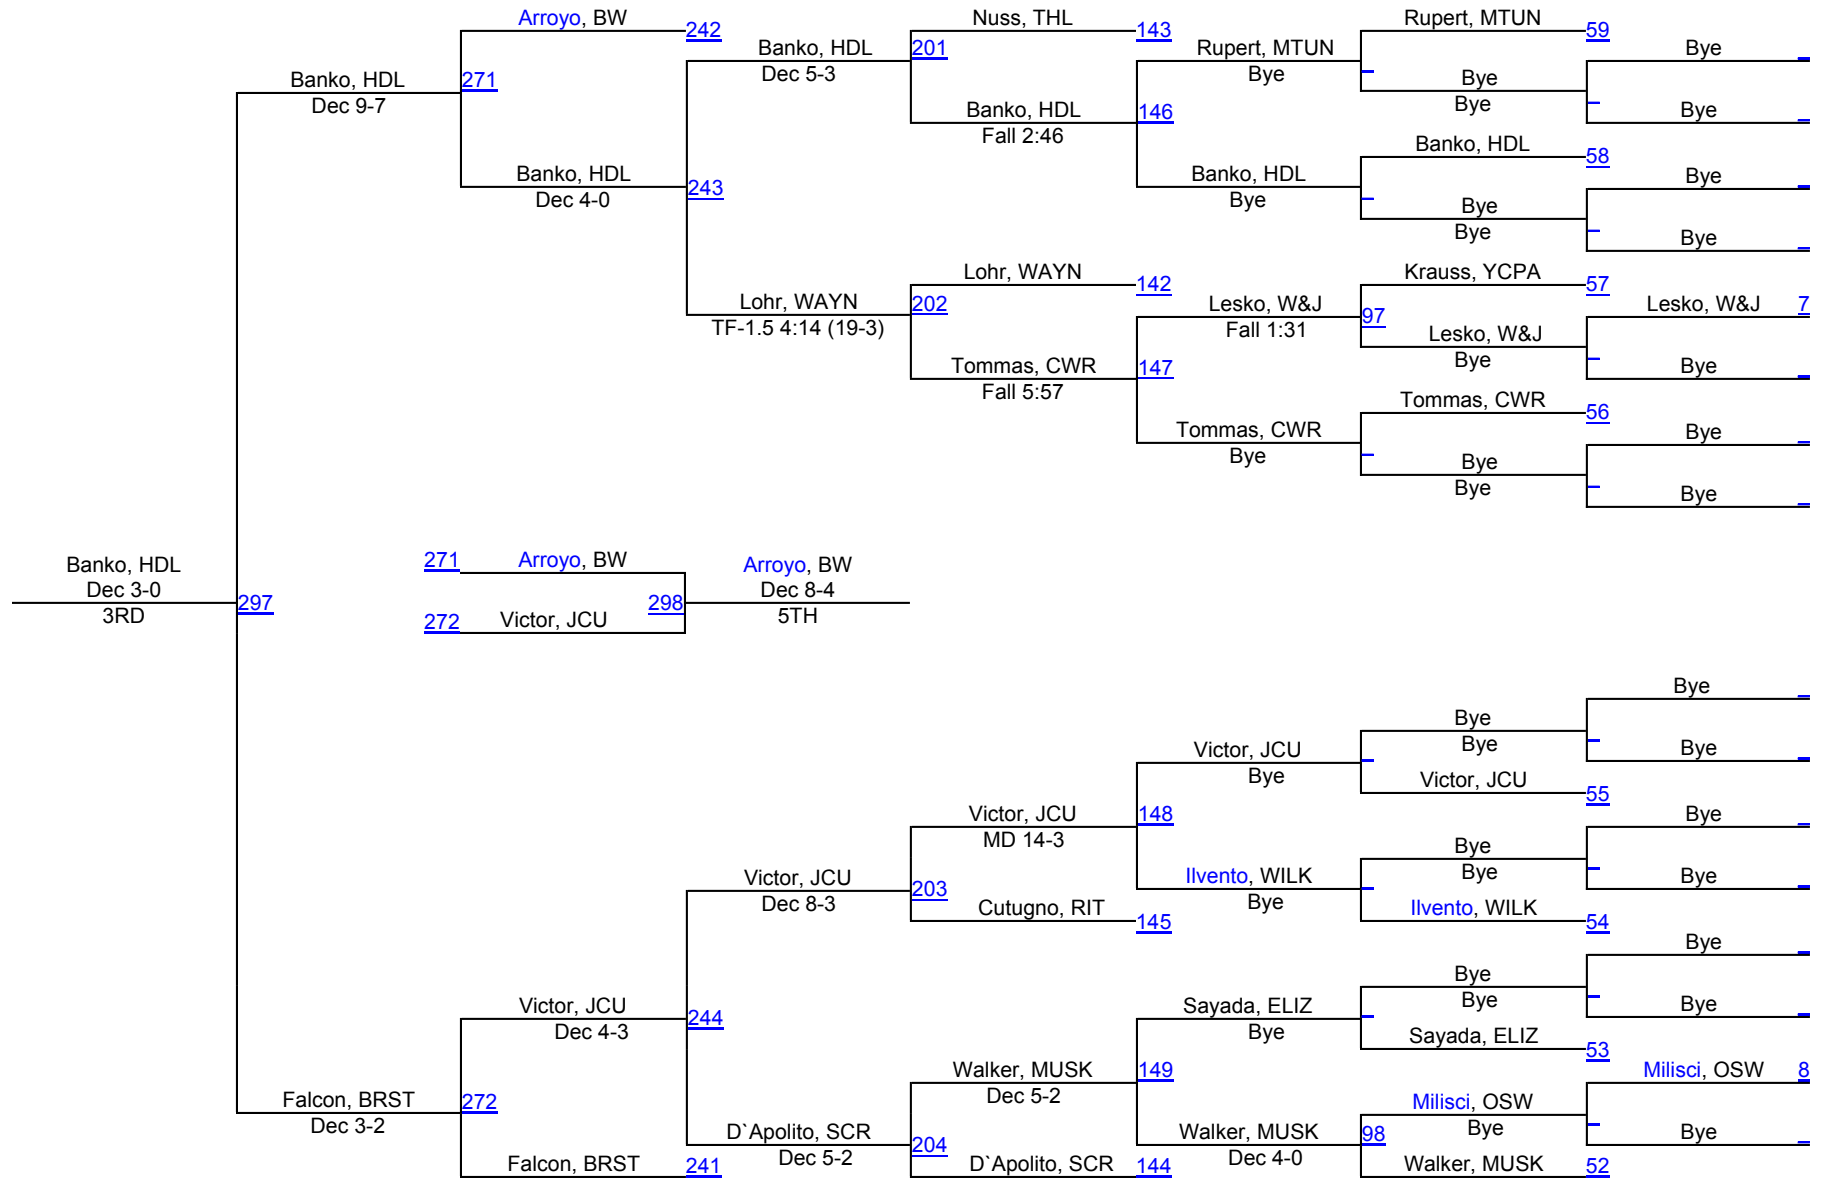 Arroyo, BW
242
Nuss, THL
143
Rupert, MTUN
59
Bye
Banko, HDL
Dec 5-3
201
Rupert, MTUN
Bye
Bye
Bye
Bye
Banko, HDL
Dec 9-7
271
Banko, HDL
Fall 2:46
146
Banko, HDL
58
Bye
Banko, HDL
Dec 4-0
243
Banko, HDL
Bye
Bye
Bye
Bye
Lohr, WAYN
142
Krauss, YCPA
57
Lohr, WAYN
TF-1.5 4:14 (19-3)
202
Lesko, W&J
Fall 1:31
97
Lesko, W&J
7
Lesko, W&J
Bye
Bye
Tommas, CWR
Fall 5:57
147
Tommas, CWR
56
Bye
Tommas, CWR
Bye
Bye
Bye
Bye
Banko, HDL
Dec 3-0
3RD
297
271
Arroyo, BW
272
Victor, JCU
298
Arroyo, BW
Dec 8-4
5TH
Bye
Bye
Bye
Bye
Victor, JCU
Bye
Victor, JCU
55
Victor, JCU
MD 14-3
148
Bye
Bye
Bye
Bye
Victor, JCU
Dec 8-3
203
Ilvento, WILK
Bye
Ilvento, WILK
54
Cutugno, RIT
145
Bye
Bye
Bye
Bye
Victor, JCU
Dec 4-3
244
Sayada, ELIZ
Bye
Sayada, ELIZ
53
Walker, MUSK
Dec 5-2
149
Milisci, OSW
8
Falcon, BRST
Dec 3-2
272
Milisci, OSW
Bye
Bye
D`Apolito, SCR
Dec 5-2
204
Walker, MUSK
Dec 4-0
98
Falcon, BRST
241
D`Apolito, SCR
144
Walker, MUSK
52